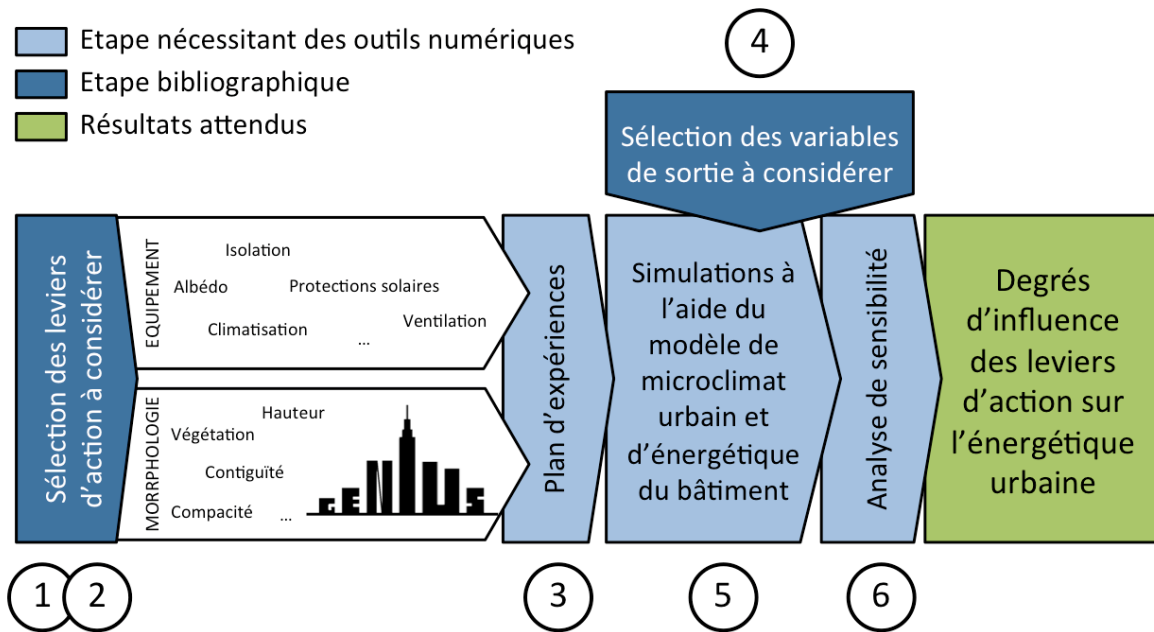 Etape nécessitant des outils numériques
Etape bibliographique
Résultats attendus
4
Sélection des variables
de sortie à considérer
Sélection des leviers
d'action à considérer
EQUIPEMENT
Isolation
Albédo
Protections solaires
Climatisation
Ventilation
...
MORRPHOLOGIE
Hauteur
Végétation
Contiguïté
Compacité
...
GENIUS
Plan d'expériences
Simulations à
l'aide du
modèle de
microclimat
urbain et
d'énergétique
du bâtiment
Analyse de sensibilité
Degrés
d'influence
des leviers
d'action sur
l'énergétique
urbaine
1
2
3
5
6